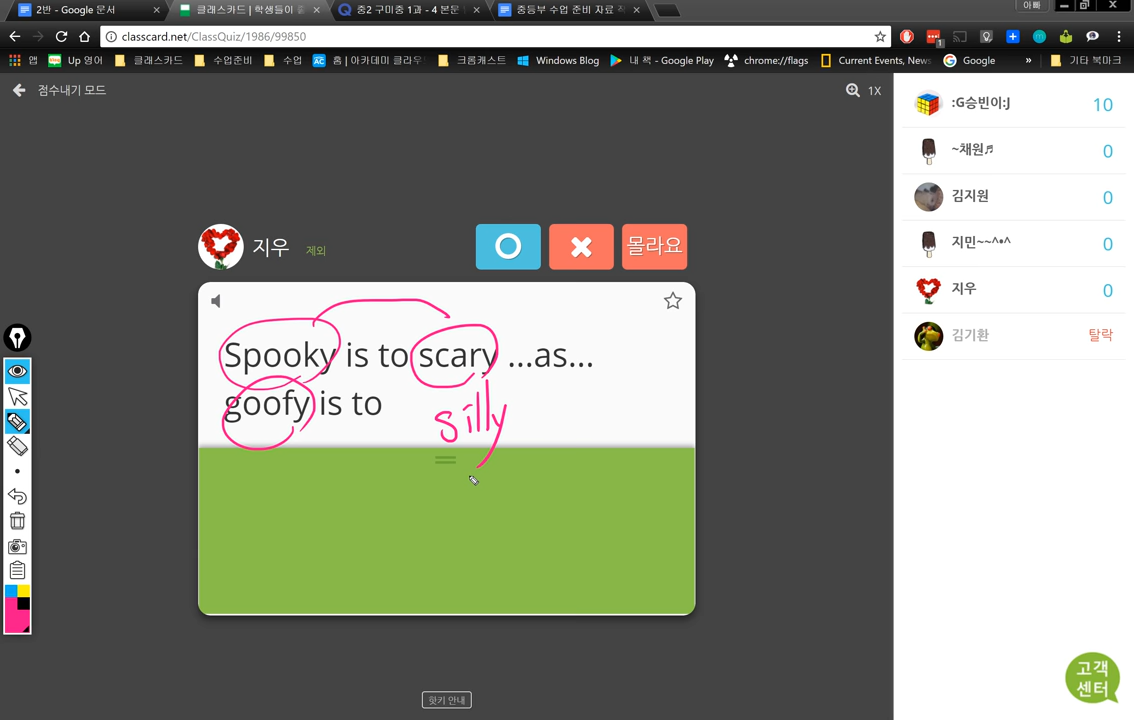 2반 - Google 문서
클래스카드 | 학생들이 좋
중2 구미중 1과 - 4 본문
중등부 수업 준비 자료 작
아빠
classcard.net/ClassQuiz/1986/99850
앱
Up 영어
클래스카드
수업준비
수업
홈 | 아카데미 클라우
크롬캐스트
Windows Blog
내 책 - Google Play
chrome://flags
Current Events, News
Google
»
기타 북마크
점수내기 모드
1X
지우
제외
몰라요
Spooky is to scary ...as...
goofy is to
silly
핫키 안내
:G승빈이:J 10
~채원♬ 0
김지원 0
지민~~^•^ 0
지우 0
김기환 탈락
고객
센터